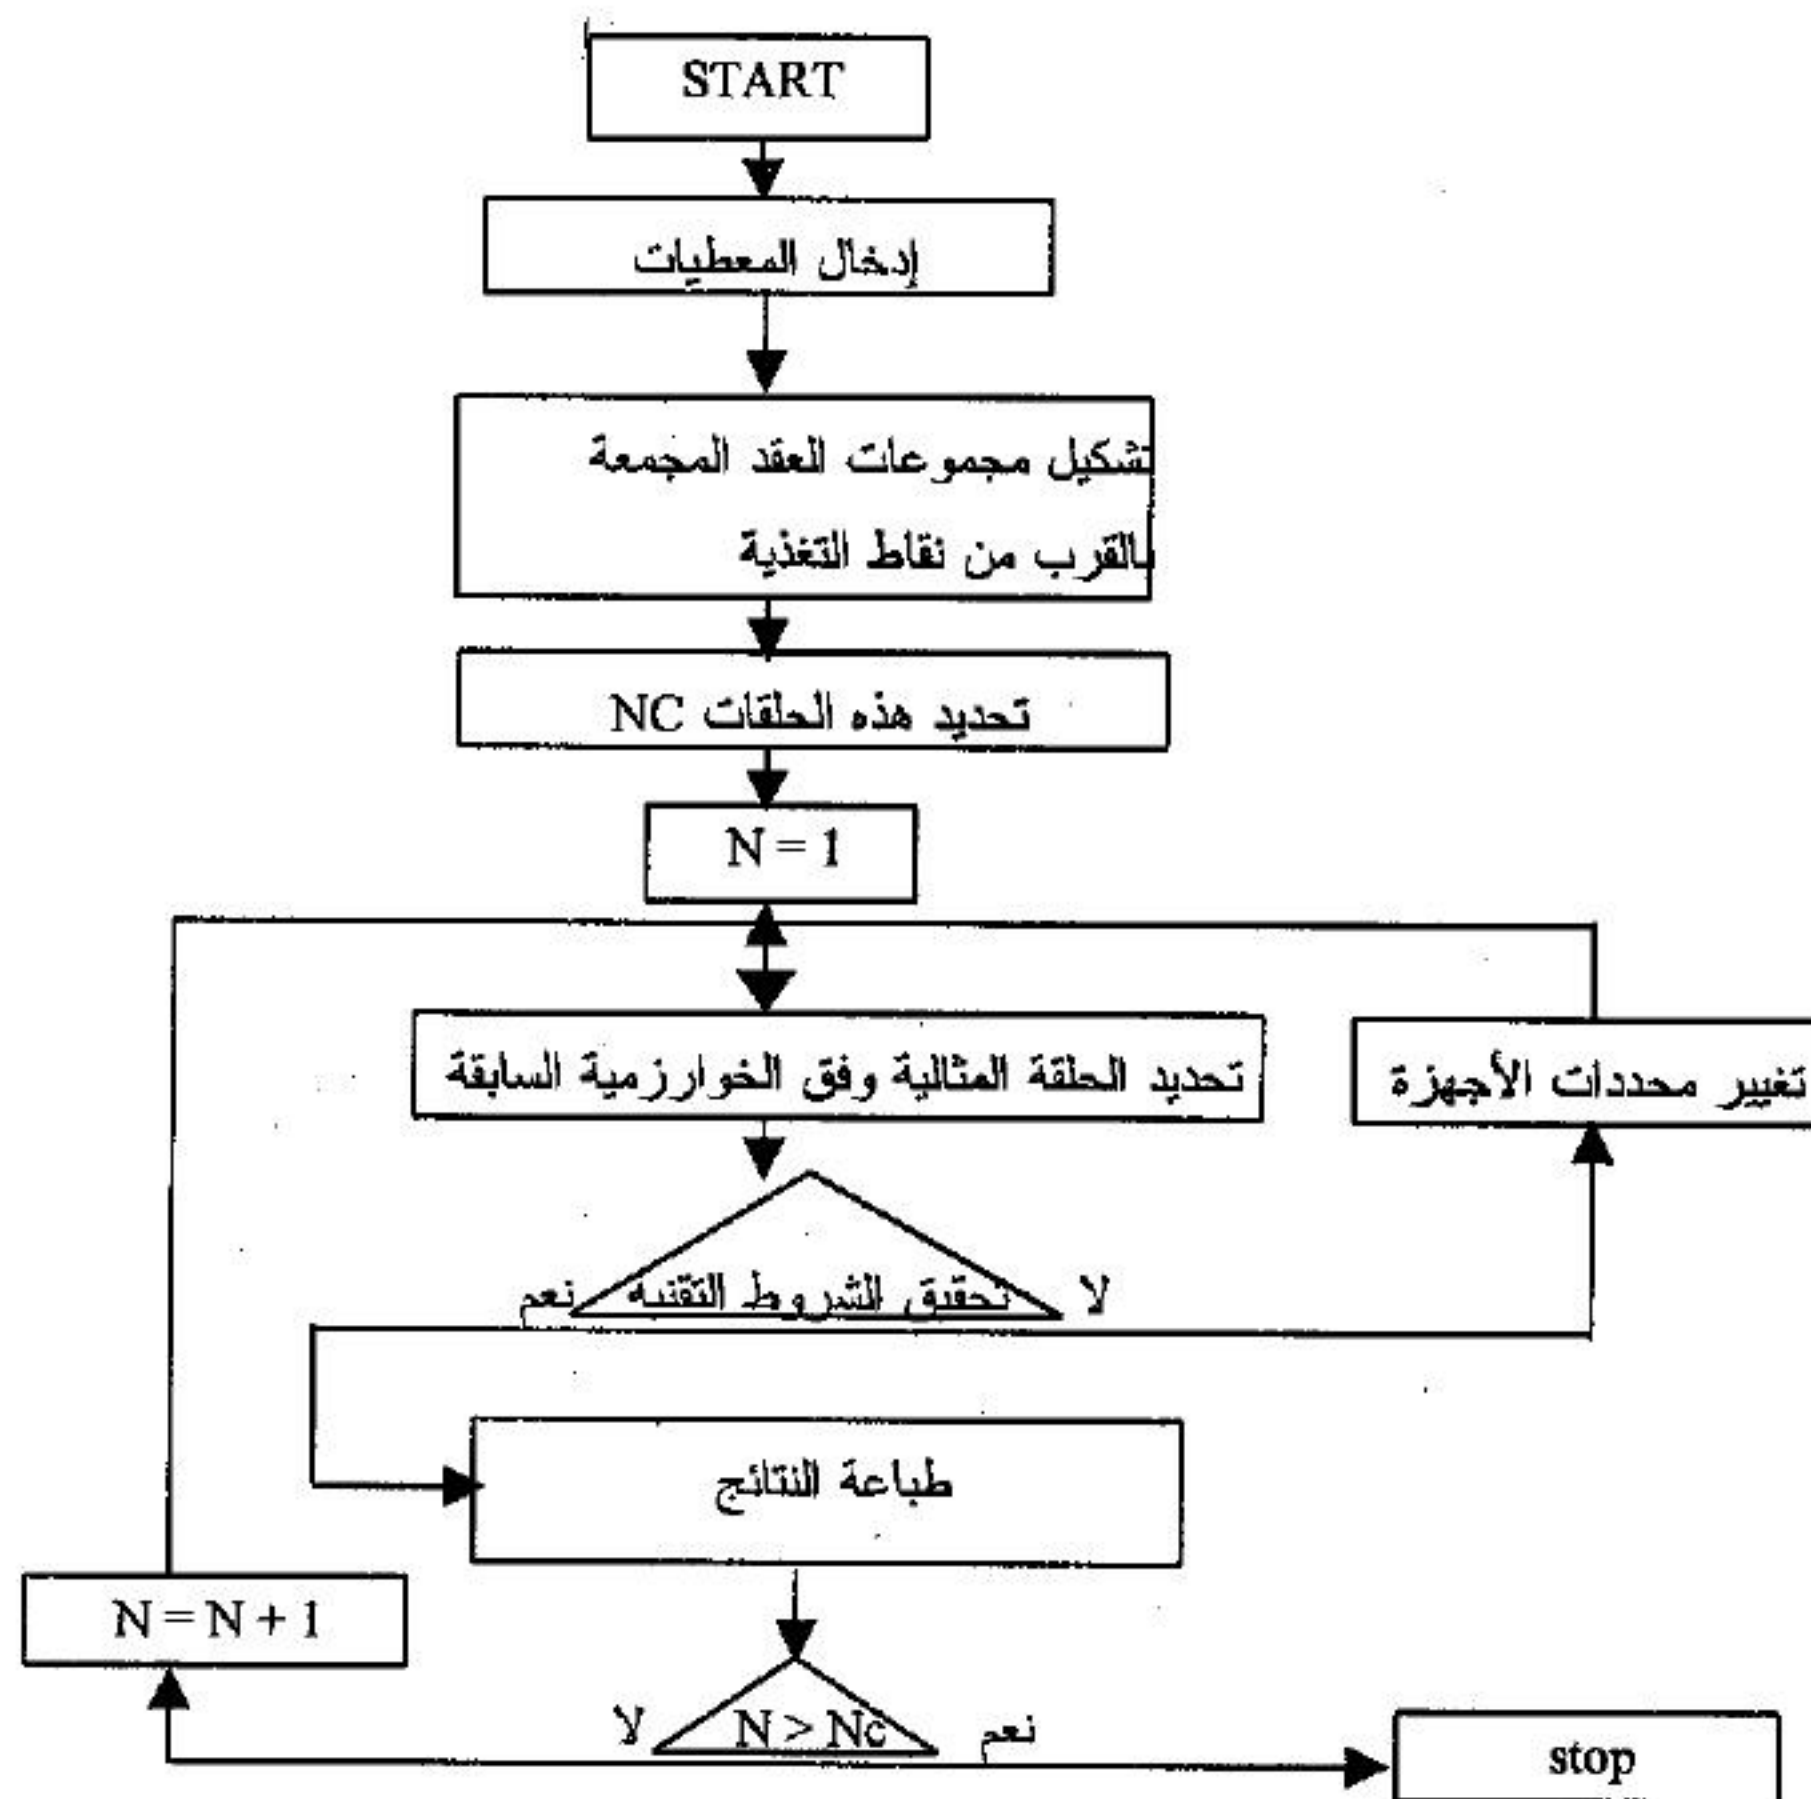 START
إدخال المعطيات
تشكيل مجموعات العقد المجمعة
بالقرب من نقاط التغذية
تحديد هذه الحلقات NC
N = 1
تحديد الحلقة المثالية وفق الخوارزمية السابقة
تغيير محددات الأجهزة
نعم
تحقيق الشروط التقنية
لا
طباعة النتائج
N = N + 1
لا
N > Nc
نعم
stop